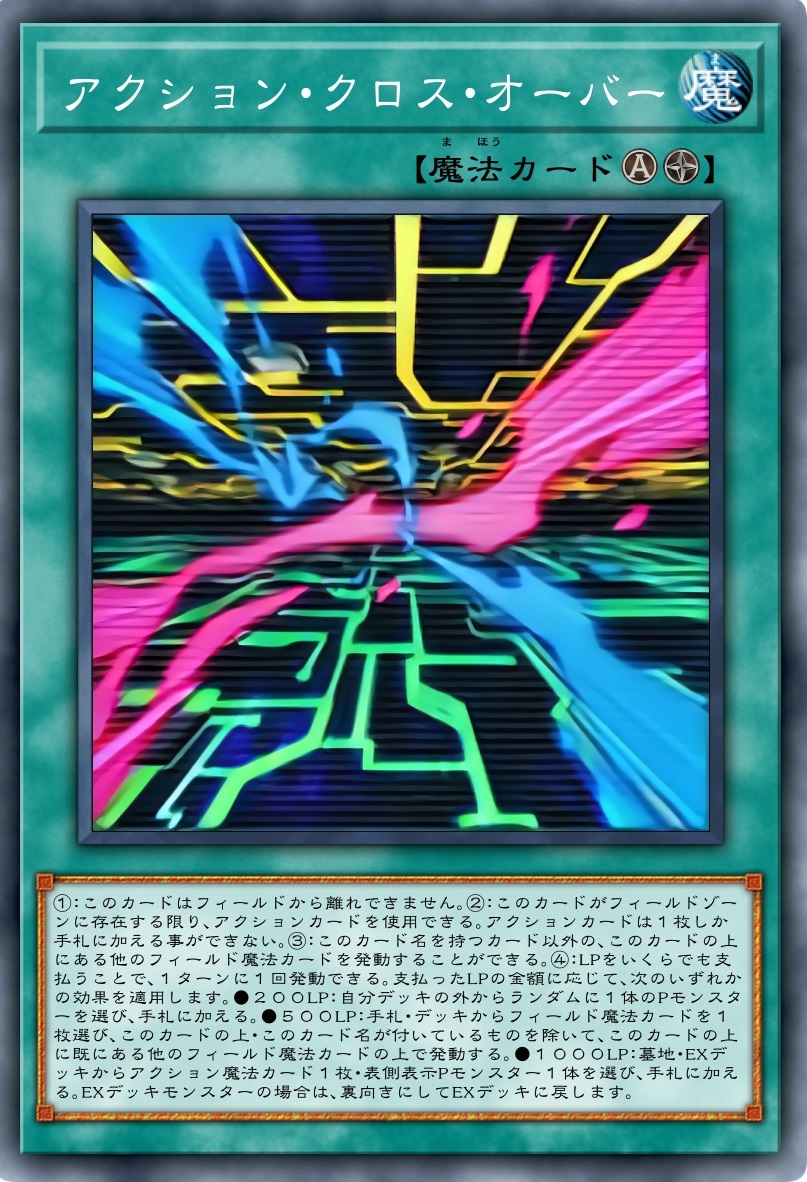 アクション・クロス・オーバー
魔
【魔法カード A】
①:このカードはフィールドから離れできません。②:このカードがフィールドゾー
ンに存在する限り、アクションカードを使用できる。アクションカードは１枚しか
手札に加える事ができない。③:このカード名を持つカード以外の、このカードの上
にある他のフィールド魔法カードを発動することができる。④:LPをいくらでも支
払うことで、１ターンに１回発動できる。支払ったLPの金額に応じて、次のいずれか
の効果を適用します。●２００LP:自分デッキの外からランダムに１体のPモンスタ
ーを選び、手札に加える。●５００LP:手札・デッキからフィールド魔法カードを１
枚選び、このカードの上・このカード名が付いているものを除いて、このカードの上
に既にある他のフィールド魔法カードの上で発動する。●１０００LP:墓地・EXデ
ッキからアクション魔法カード１枚・表側表示Pモンスター１体を選び、手札に加え
る。EXデッキモンスターの場合は、裏向きにしてEXデッキに戻します。